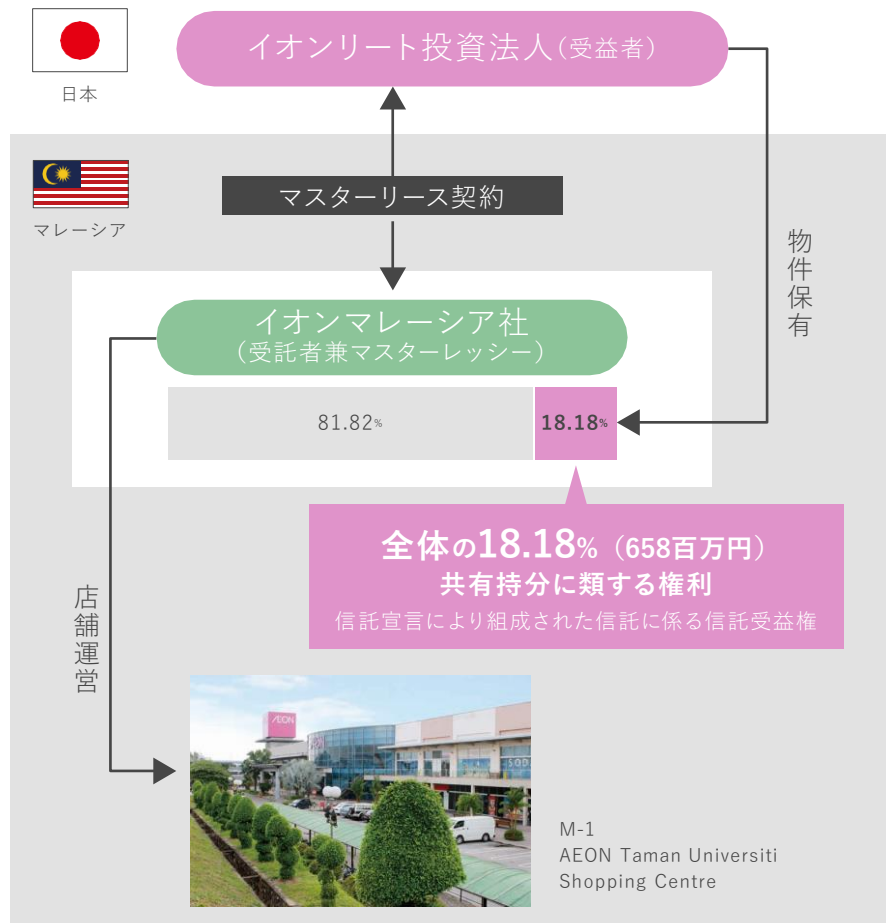 イオンリート投資法人（受益者）
日本
マスターリース契約
マレーシア
物件保有
イオンマレーシア社
（受託者兼マスターレッシー）
81.82%
18.18%
全体の18.18%（658百万円）
共有持分に類する権利
信託宣言により組成された信託に係る信託受益権
店舗運営
AEON
M-1
AEON Taman Universiti
Shopping Centre